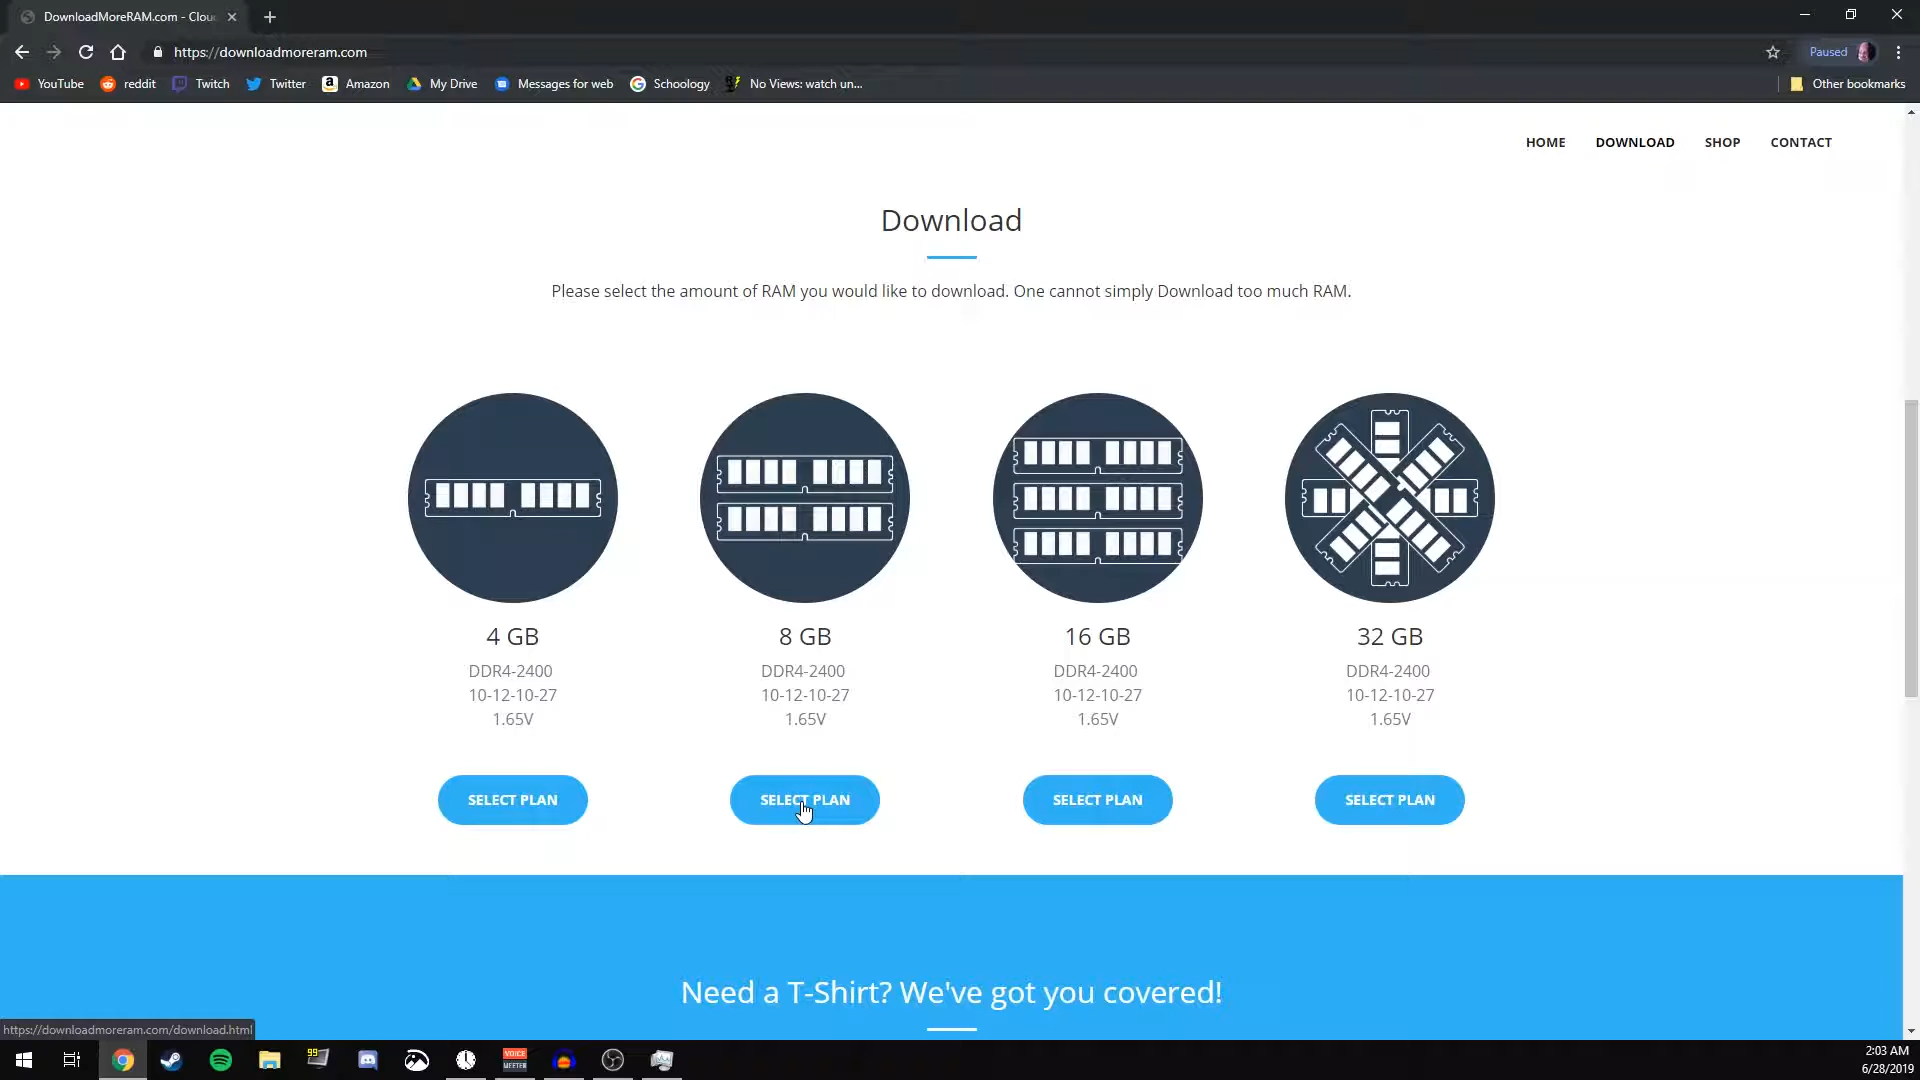 DownloadMoreRAM.com - Clou
https://downloadmoreram.com
Paused
YouTube
reddit
Twitch
Twitter
Amazon
My Drive
Messages for web
Schoology
No Views: watch un...
Other bookmarks
HOME
DOWNLOAD
SHOP
CONTACT
Download
Please select the amount of RAM you would like to download. One cannot simply Download too much RAM.
4 GB
DDR4-2400
10-12-10-27
1.65V
SELECT PLAN
8 GB
DDR4-2400
10-12-10-27
1.65V
SELECT PLAN
16 GB
DDR4-2400
10-12-10-27
1.65V
SELECT PLAN
32 GB
DDR4-2400
10-12-10-27
1.65V
SELECT PLAN
Need a T-Shirt? We've got you covered!
https://downloadmoreram.com/download.html
99
VOICE
MEETER
2:03 AM
6/28/2019